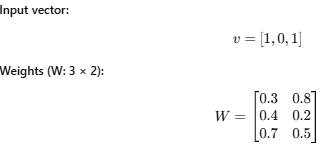 Input vector:
v = [1, 0, 1]
Weights (W: 3 × 2):
W = [0.3 0.8
0.4 0.2
0.7 0.5]